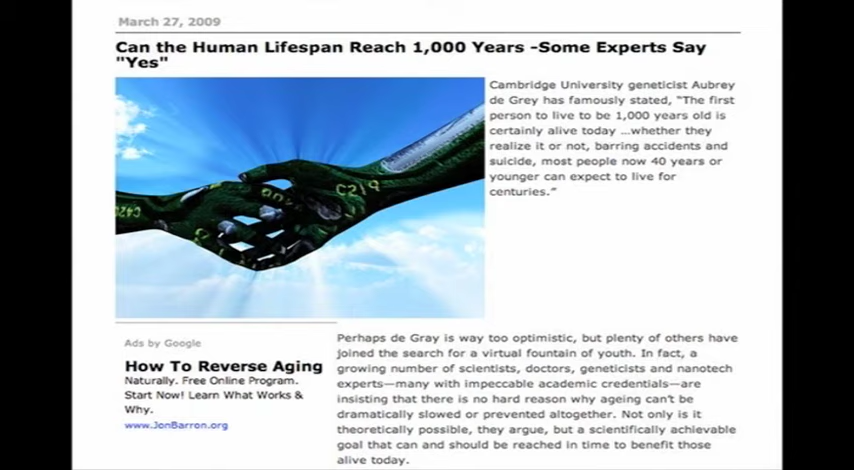 March 27, 2009
Can the Human Lifespan Reach 1,000 Years -Some Experts Say
"Yes"
Cambridge University geneticist Aubrey
de Grey has famously stated, “The first
person to live to be 1,000 years old is
certainly alive today …whether they
realize it or not, barring accidents and
suicide, most people now 40 years or
younger can expect to live for
centuries.”
C219
Ads by Google
How To Reverse Aging
Naturally. Free Online Program.
Start Now! Learn What Works &
Why.
www.JonBarron.org
Perhaps de Gray is way too optimistic, but plenty of others have
joined the search for a virtual fountain of youth. In fact, a
growing number of scientists, doctors, geneticists and nanotech
experts—many with impeccable academic credentials—are
insisting that there is no hard reason why ageing can’t be
dramatically slowed or prevented altogether. Not only is it
theoretically possible, they argue, but a scientifically achievable
goal that can and should be reached in time to benefit those
alive today.